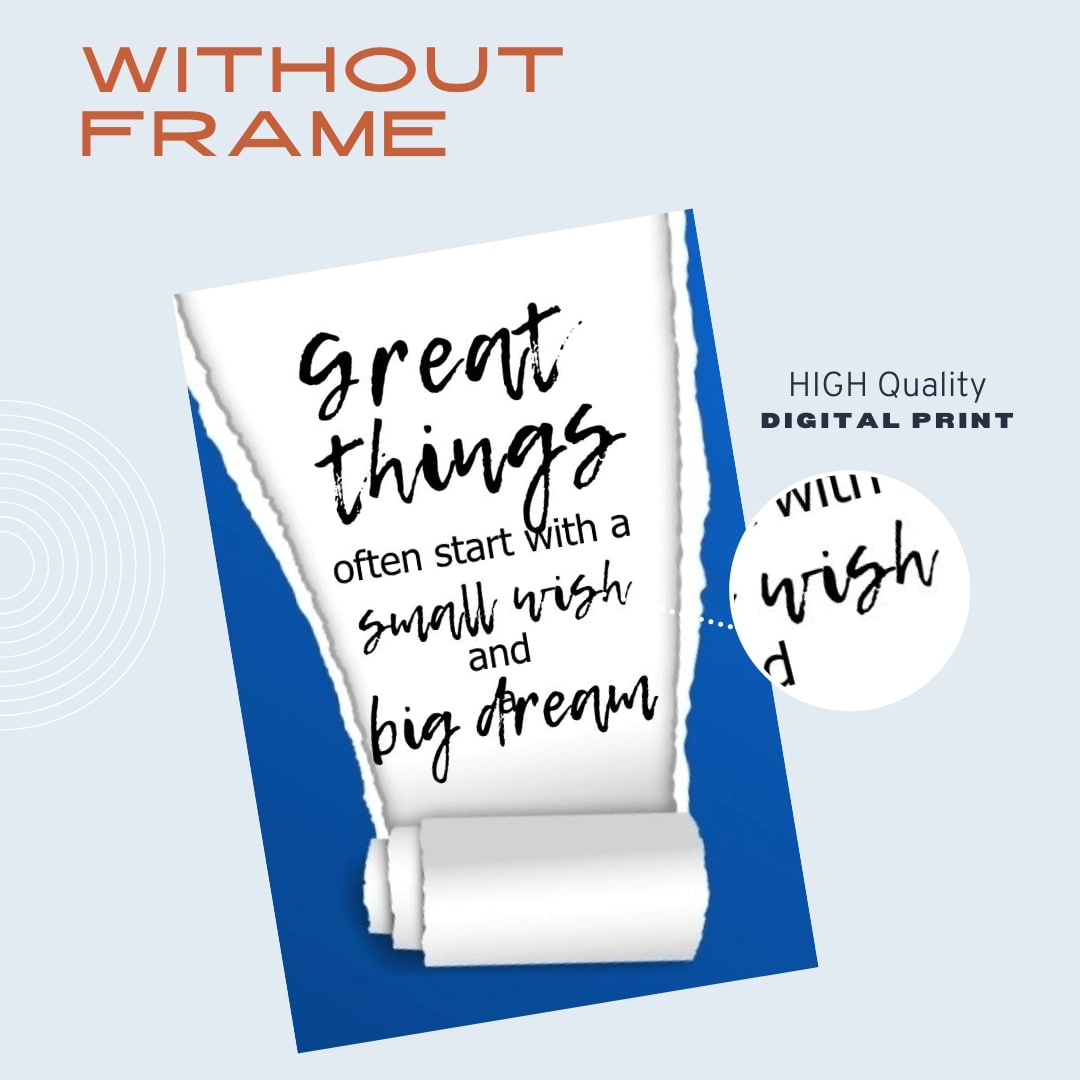 WITHOUT
FRAME
Great
things
often start with a
small wish
and
big dream
HIGH Quality
DIGITAL PRINT
with
wish
d